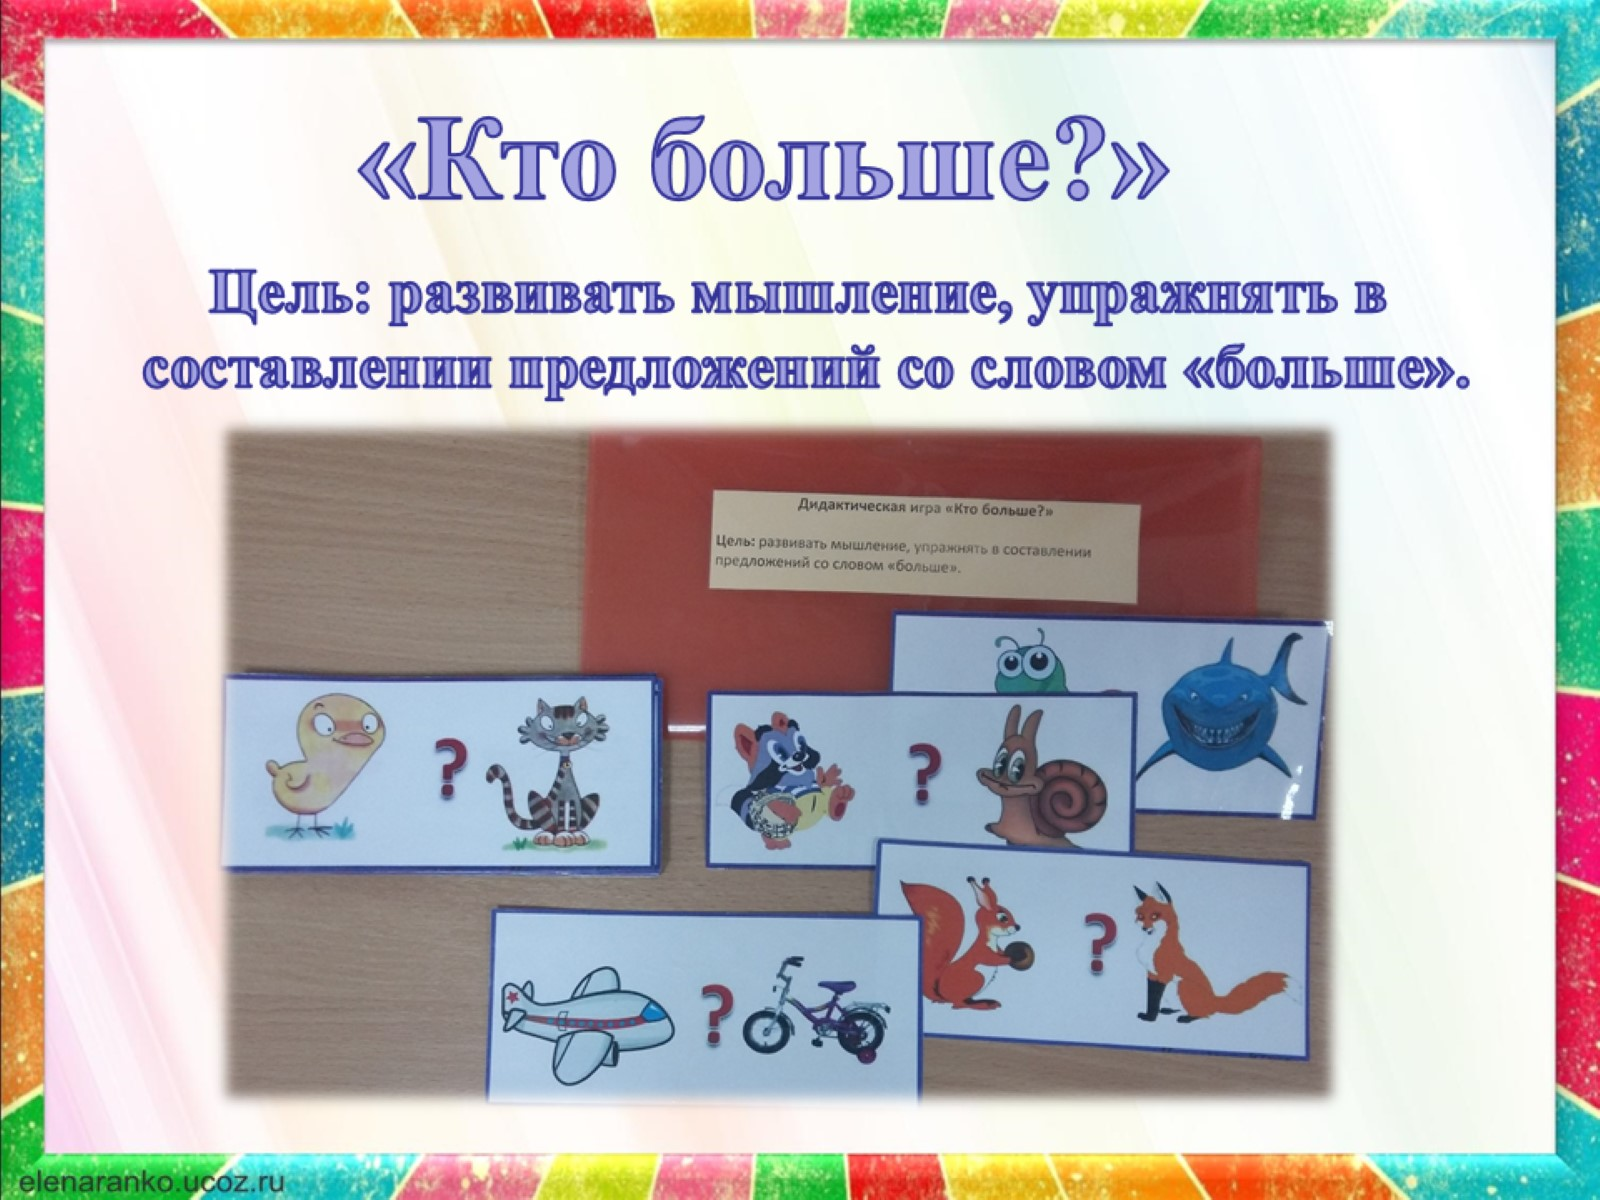 «Кто больше?»
Цель: развивать мышление, упражнять в
составлении предложений со словом «больше».
Дидактическая игра «Кто больше?»
Цель: развивать мышление, упражнять в составлении
предложений со словом «больше».
?
?
?
?
elenaranko.ucoz.ru